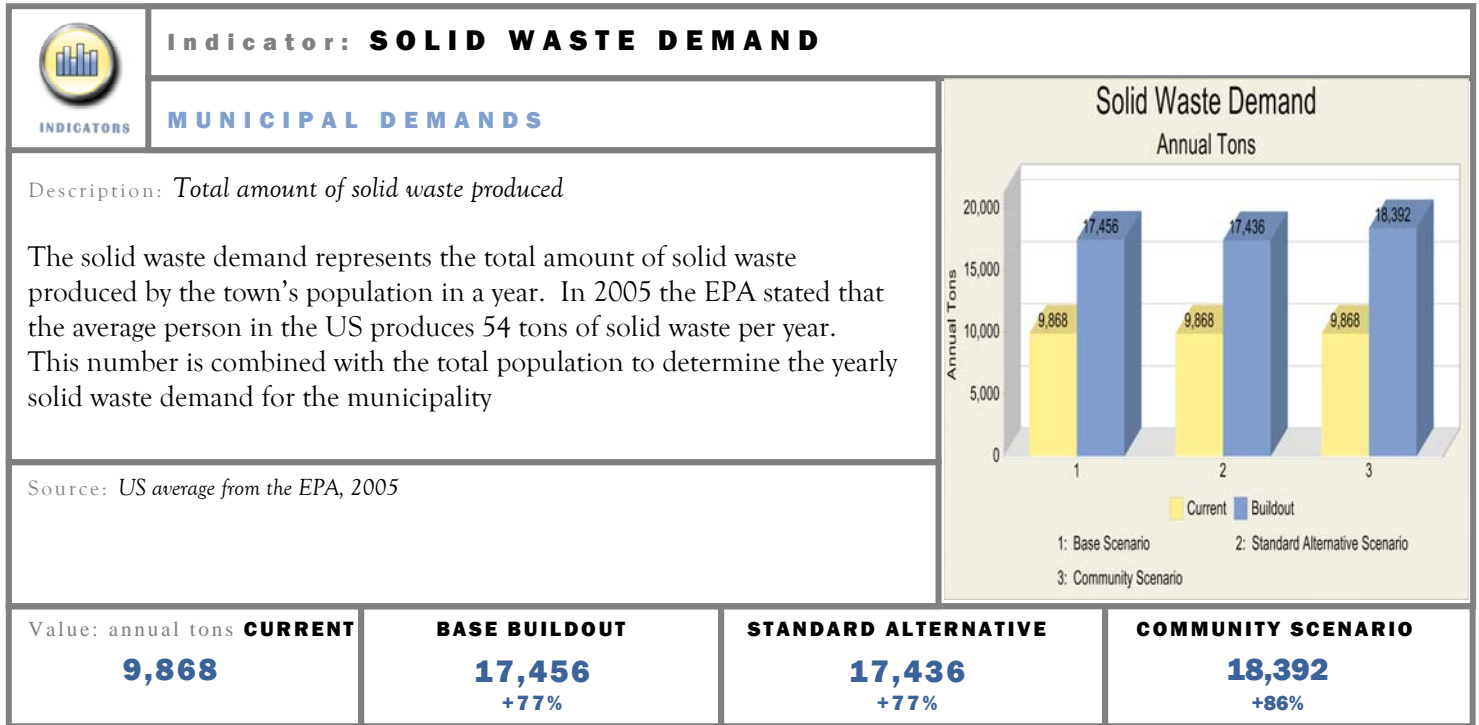 Indicator: SOLID WASTE DEMAND
INDICATORS
MUNICIPAL DEMANDS
Description: Total amount of solid waste produced
The solid waste demand represents the total amount of solid waste
produced by the town's population in a year. In 2005 the EPA stated that
the average person in the US produces 54 tons of solid waste per year.
This number is combined with the total population to determine the yearly
solid waste demand for the municipality
Source: US average from the EPA, 2005
Solid Waste Demand
Annual Tons
Annual Tons
20,000
15,000
10,000
5,000
0
9,868
17,456
9,868
17,436
9,868
18,392
1 2 3
Current Buildout
1: Base Scenario 2: Standard Alternative Scenario
3: Community Scenario
Value: annual tons CURRENT
9,868
BASE BUILDOUT
17,456
+77%
STANDARD ALTERNATIVE
17,436
+77%
COMMUNITY SCENARIO
18,392
+86%